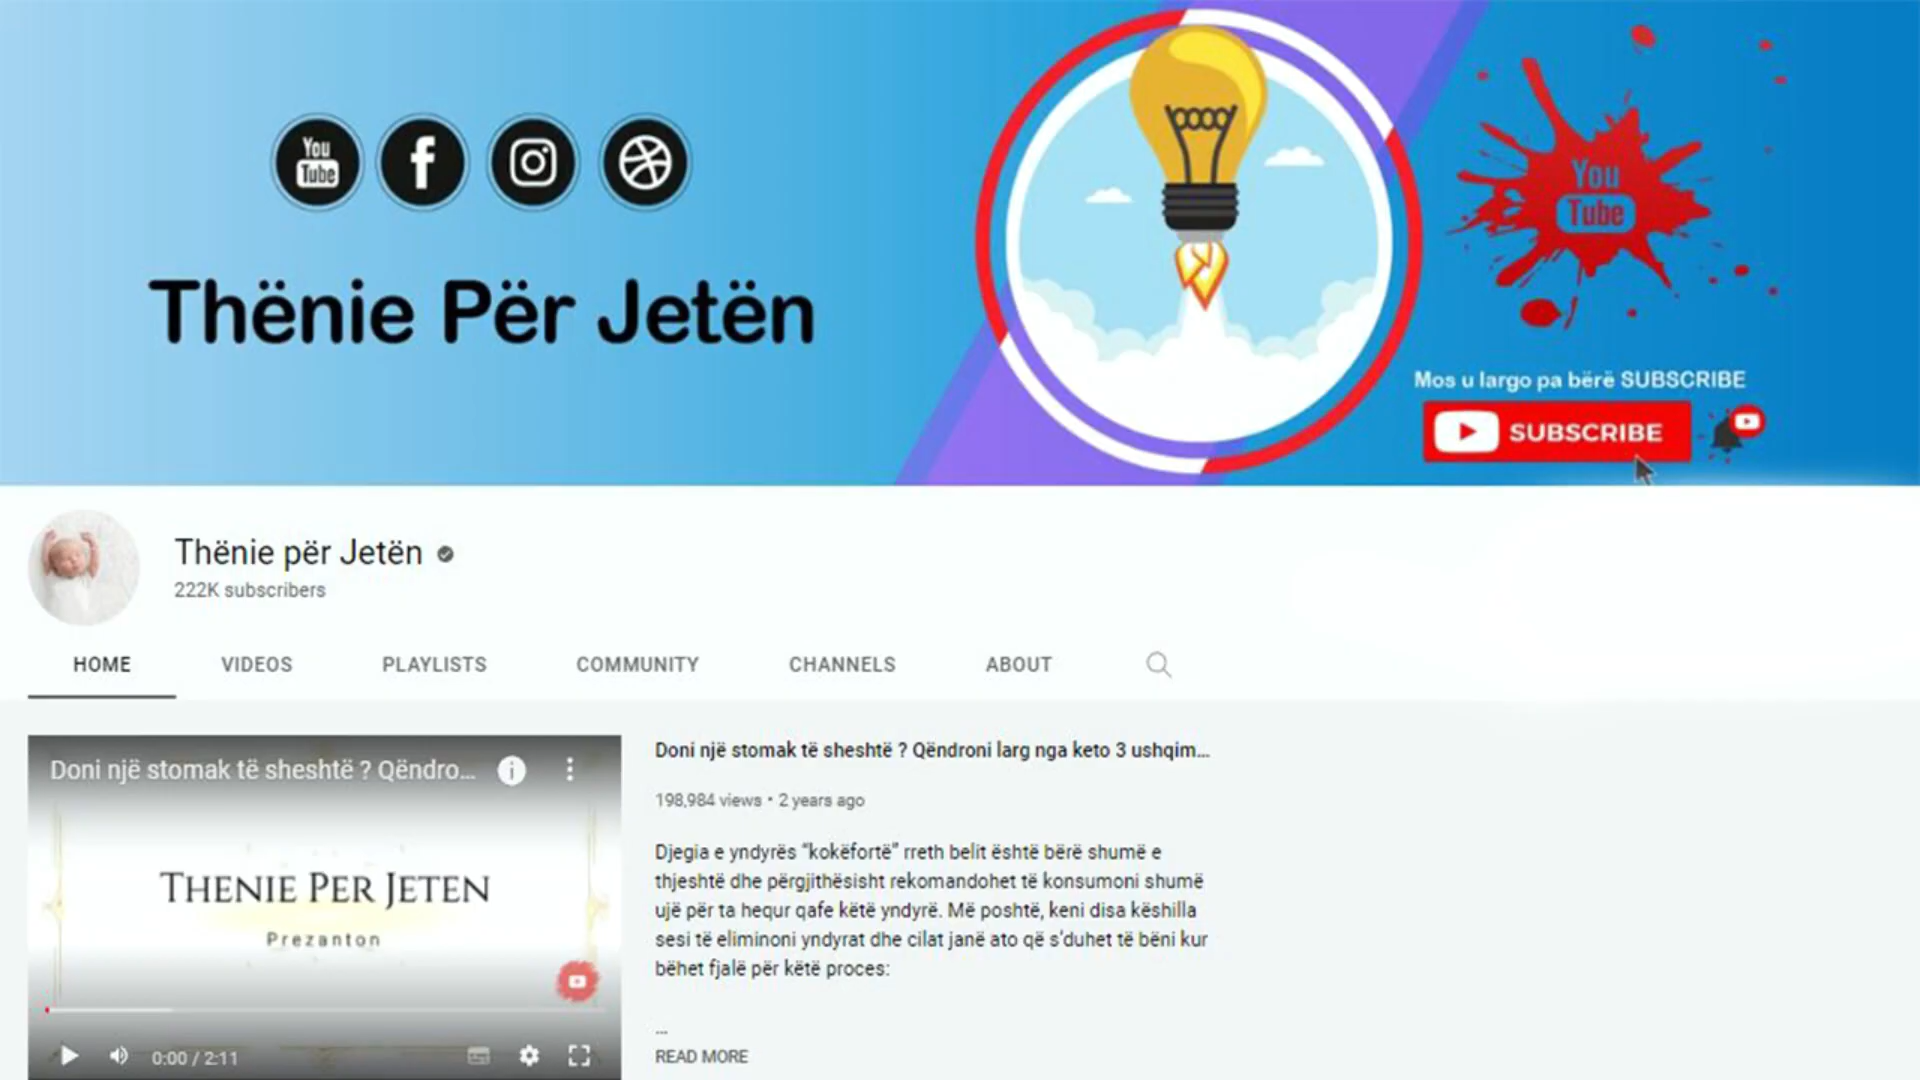 You
Tube
Thënie Për Jetën
You
Tube
Mos u largo pa bërë SUBSCRIBE
SUBSCRIBE
Thënie për Jetën
222K subscribers
HOME VIDEOS PLAYLISTS COMMUNITY CHANNELS ABOUT
Doni një stomak të sheshtë ? Qëndro...
THENIE PER JETEN
Prezanton
0:00 / 2:11
Doni një stomak të sheshtë ? Qëndroni larg nga keto 3 ushqim...
198,984 views • 2 years ago
Djegia e yndyrës “kokëfortë” rreth belit është bërë shumë e
thjeshtë dhe përgjithësisht rekomandohet të konsumoni shumë
ujë për ta hequr qafe këtë yndyrë. Më poshtë, keni disa këshilla
sesi të eliminoni yndyrat dhe cilat janë ato që s'duhet të bëni kur
bëhet fjalë për këtë proces:
...
READ MORE